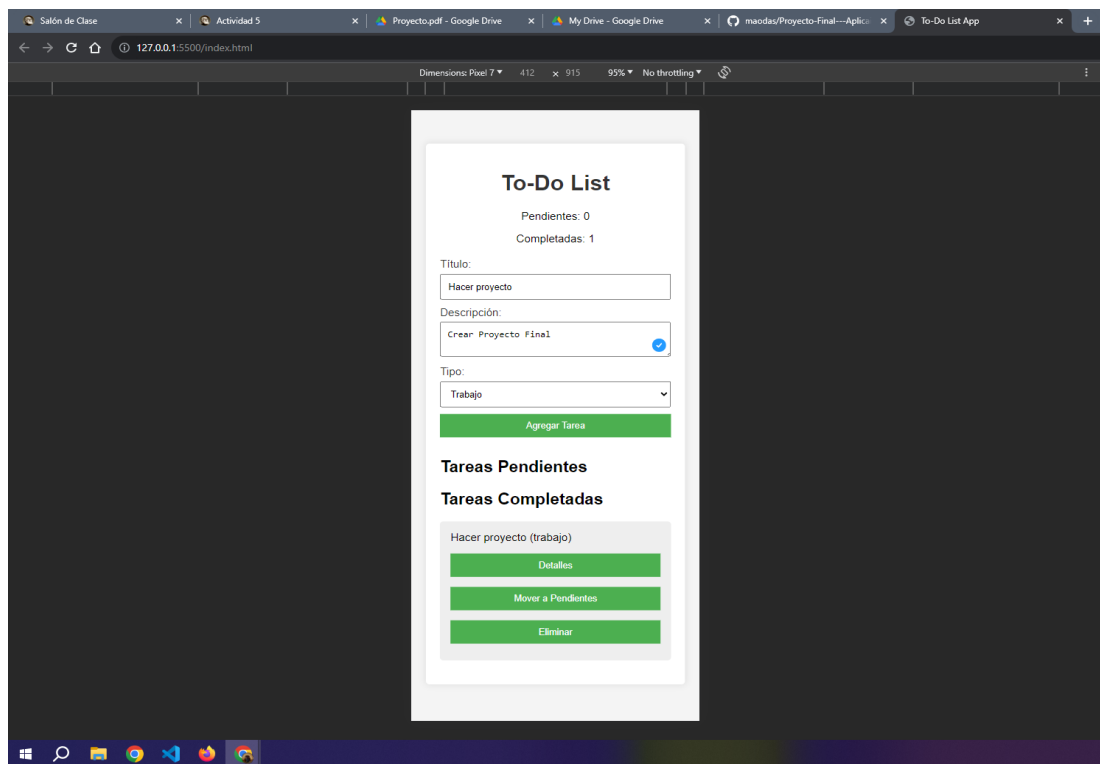 Salón de Clase
Actividad 5
Proyecto.pdf - Google Drive
My Drive - Google Drive
maodas/Proyecto-Final---Aplica
To-Do List App
127.0.0.1:5500/index.html
Dimensions: Pixel 7 412 x 915 95% No throttling
To-Do List
Pendientes: 0
Completadas: 1
Título:
Hacer proyecto
Descripción:
Crear Proyecto Final
Tipo:
Trabajo
Agregar Tarea
Tareas Pendientes
Tareas Completadas
Hacer proyecto (trabajo)
Detalles
Mover a Pendientes
Eliminar